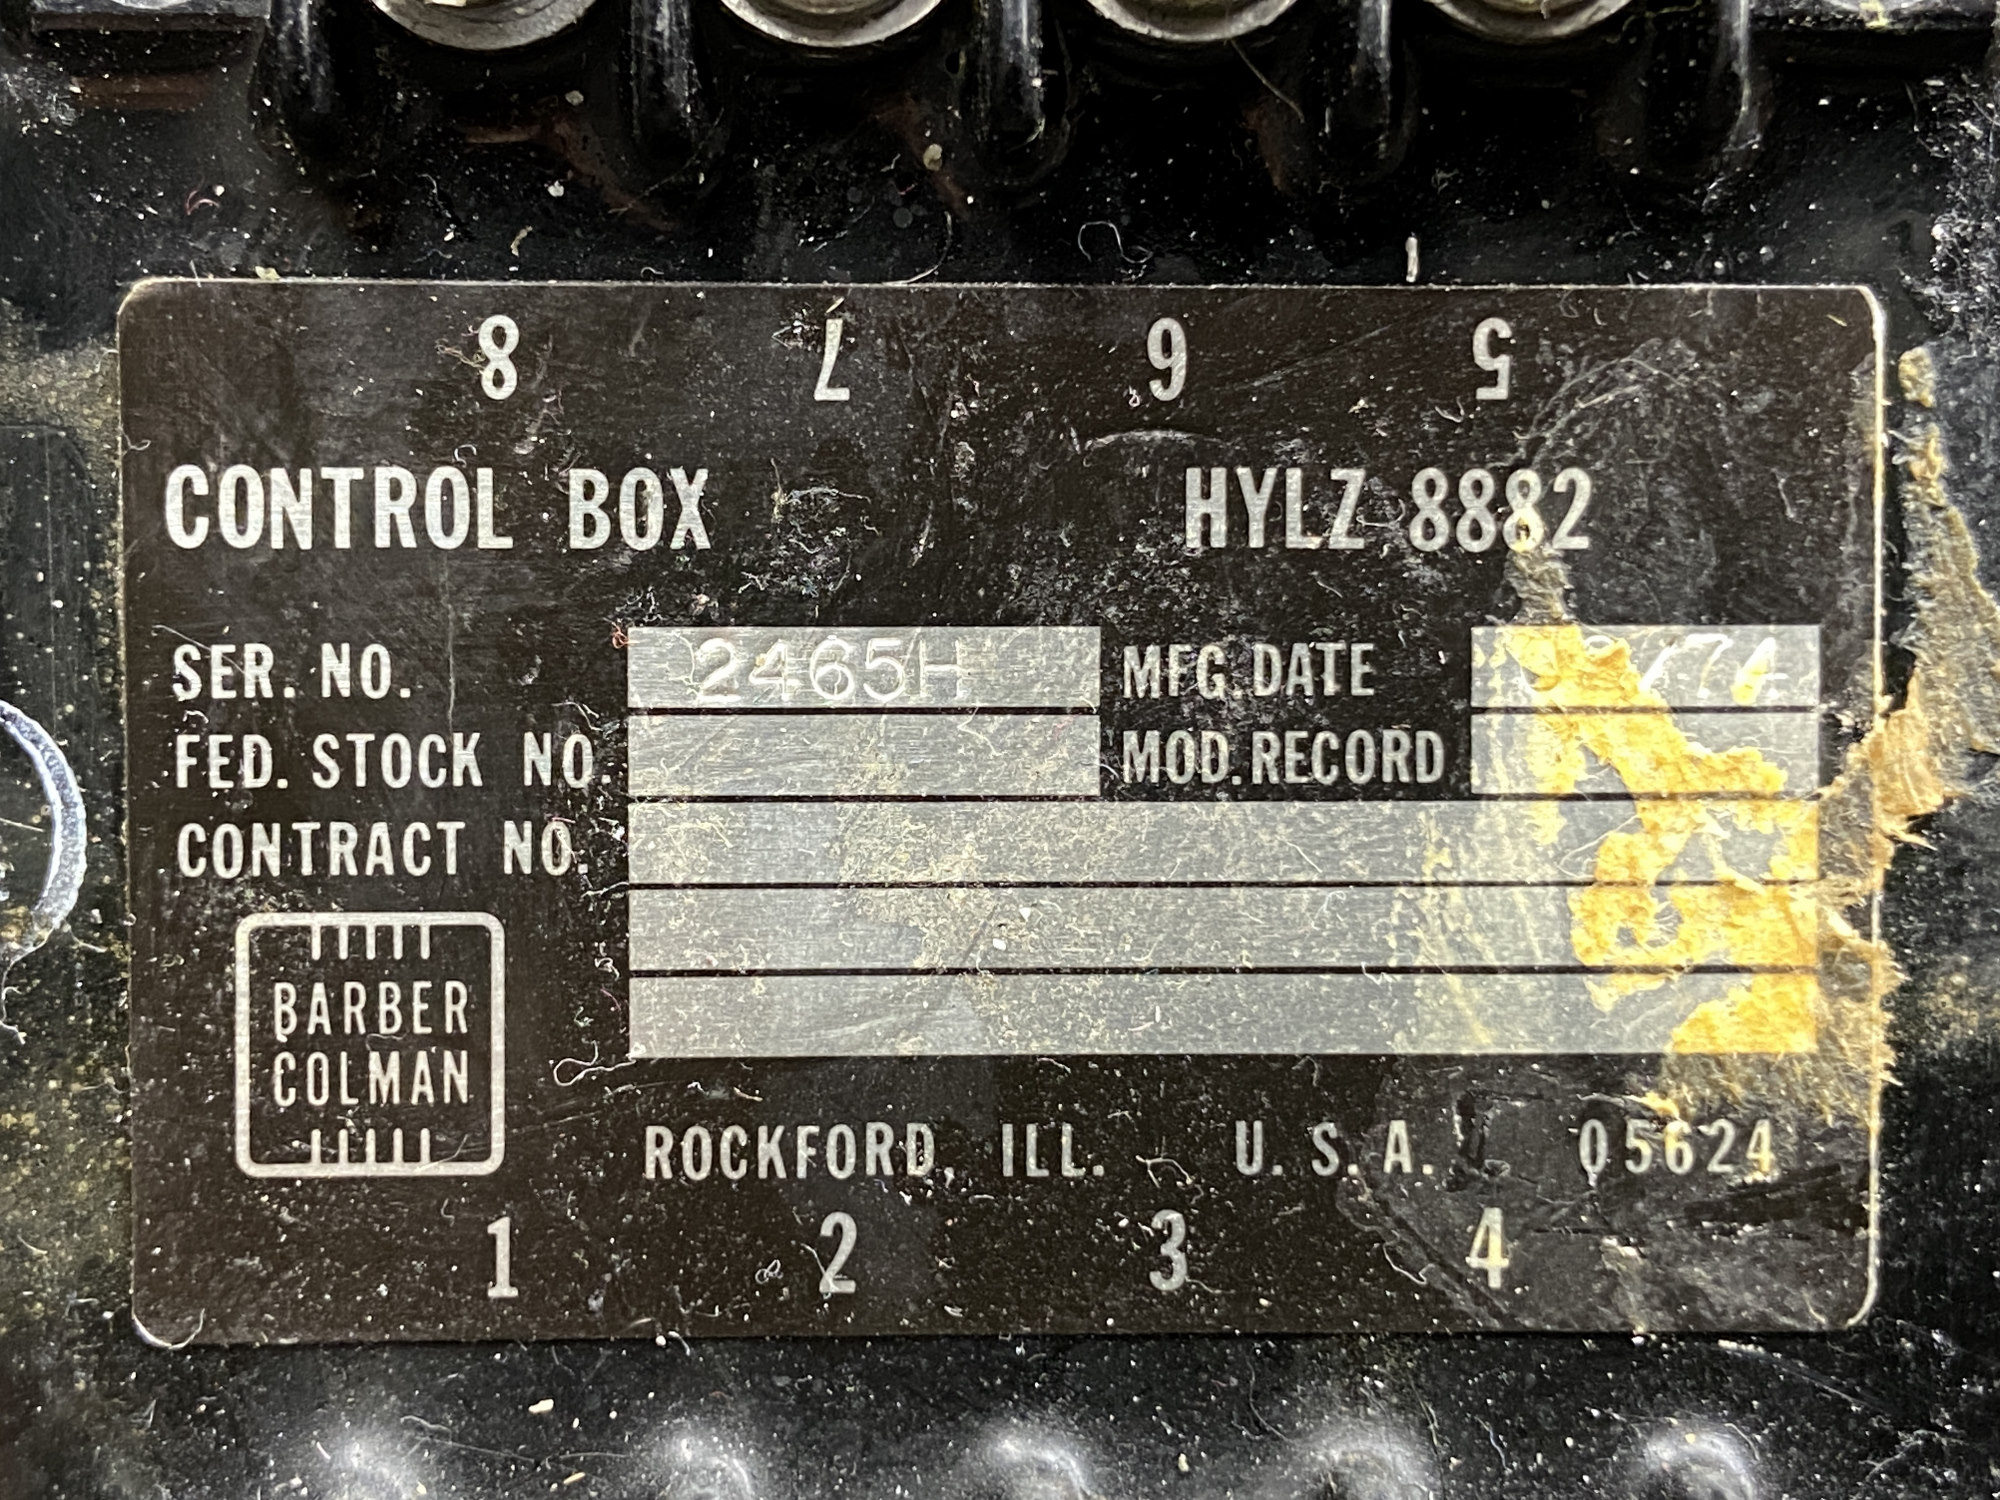 8 7 6 5
CONTROL BOX HYLZ 8882
SER. NO. 2465H MFG. DATE
FED. STOCK NO. MOD. RECORD
CONTRACT NO.
BARBER
COLMAN
ROCKFORD, ILL. U. S. A. 05624
1 2 3 4